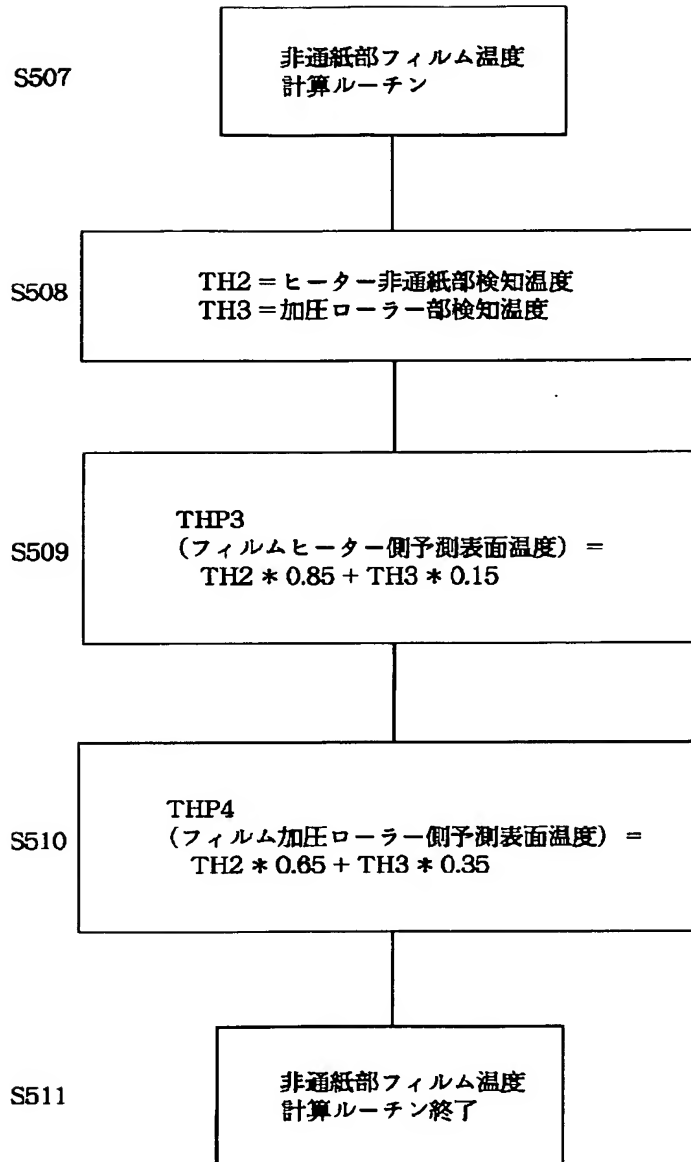 S507
非通紙部フィルム温度
計算ルーチン
S508
TH2＝ヒーター非通紙部検知温度
TH3＝加圧ローラー部検知温度
S509
THP3
（フィルムヒーター側予測表面温度）＝
TH2 * 0.85 + TH3 * 0.15
S510
THP4
（フィルム加圧ローラー側予測表面温度）＝
TH2 * 0.65 + TH3 * 0.35
S511
非通紙部フィルム温度
計算ルーチン終了